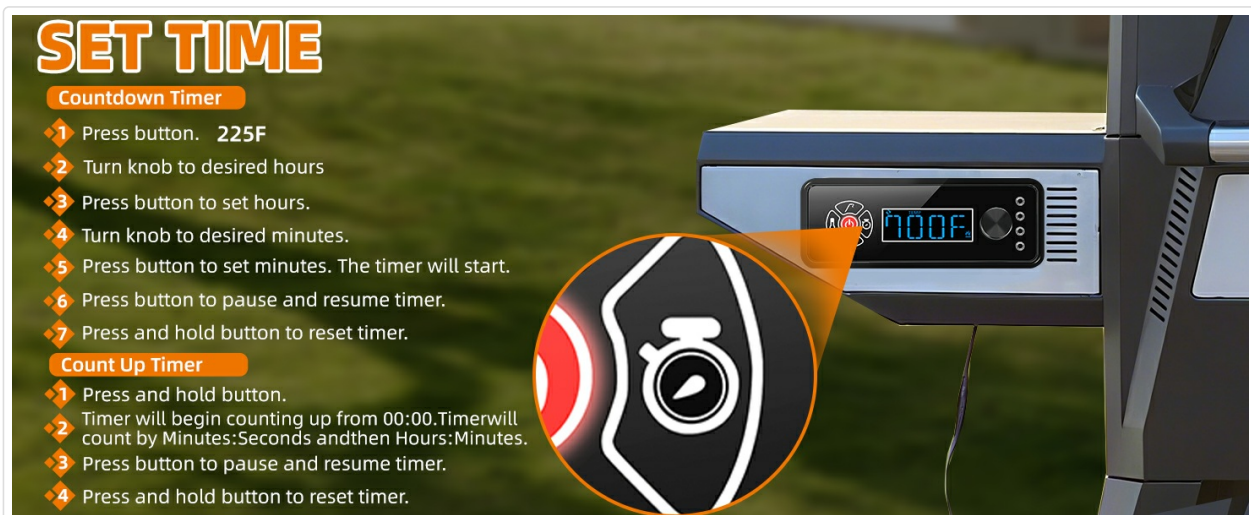 SET TIME
Countdown Timer
1 Press button. 225F
2 Turn knob to desired hours
3 Press button to set hours.
4 Turn knob to desired minutes.
5 Press button to set minutes. The timer will start.
6 Press button to pause and resume timer.
7 Press and hold button to reset timer.
Count Up Timer
1 Press and hold button.
2 Timer will begin counting up from 00:00.Timerwill
count by Minutes:Seconds andthen Hours:Minutes.
3 Press button to pause and resume timer.
4 Press and hold button to reset timer.
700F